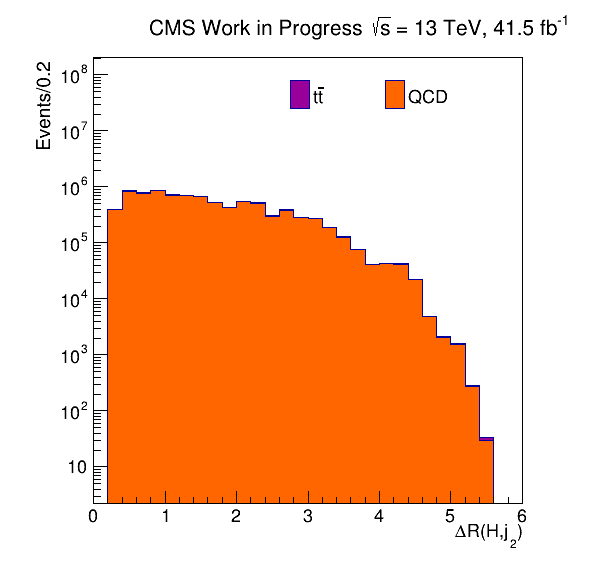 CMS Work in Progress √s = 13 TeV, 41.5 fb⁻¹
Events/0.2
tt̄ QCD
10⁸
10⁷
10⁶
10⁵
10⁴
10³
10²
10
0 1 2 3 4 5 6
ΔR(H,j₂)